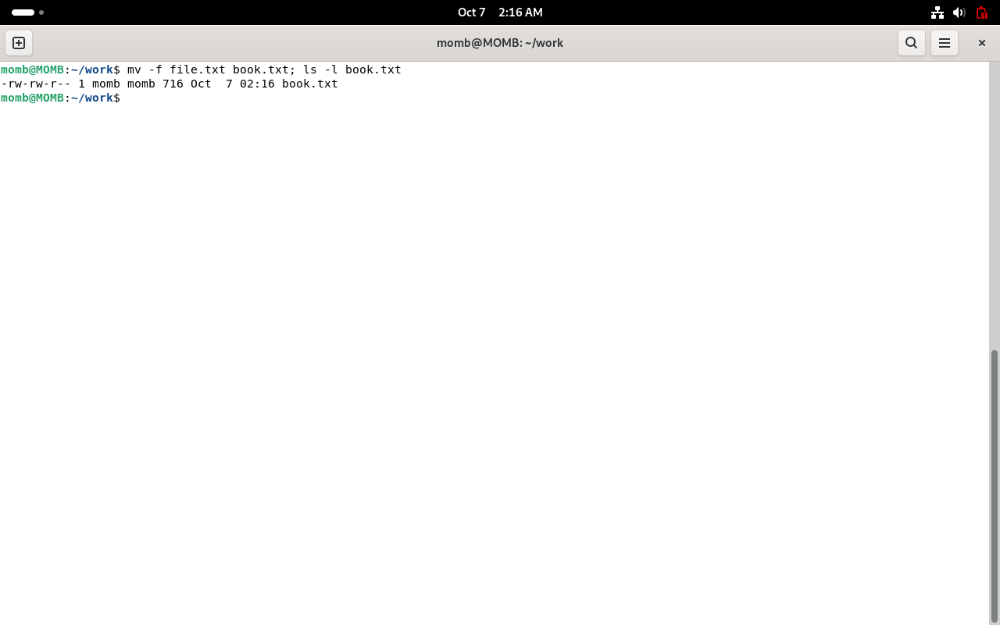 Oct 7 2:16 AM
momb@MOMB: ~/work
momb@MOMB:~/work$ mv -f file.txt book.txt; ls -l book.txt
-rw-rw-r-- 1 momb momb 716 Oct  7 02:16 book.txt
momb@MOMB:~/work$